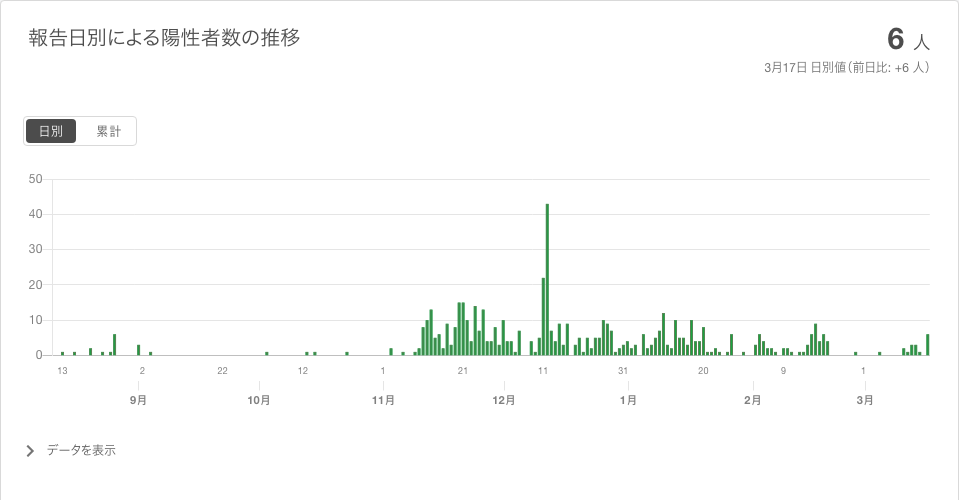 報告日別による陽性者数の推移
6 人
3月17日 日別値（前日比: +6 人）
日別 累計
50
40
30
20
10
0
13 2 22 12 1 21 11 31 20 9 1
9月 10月 11月 12月 1月 2月 3月
データを表示